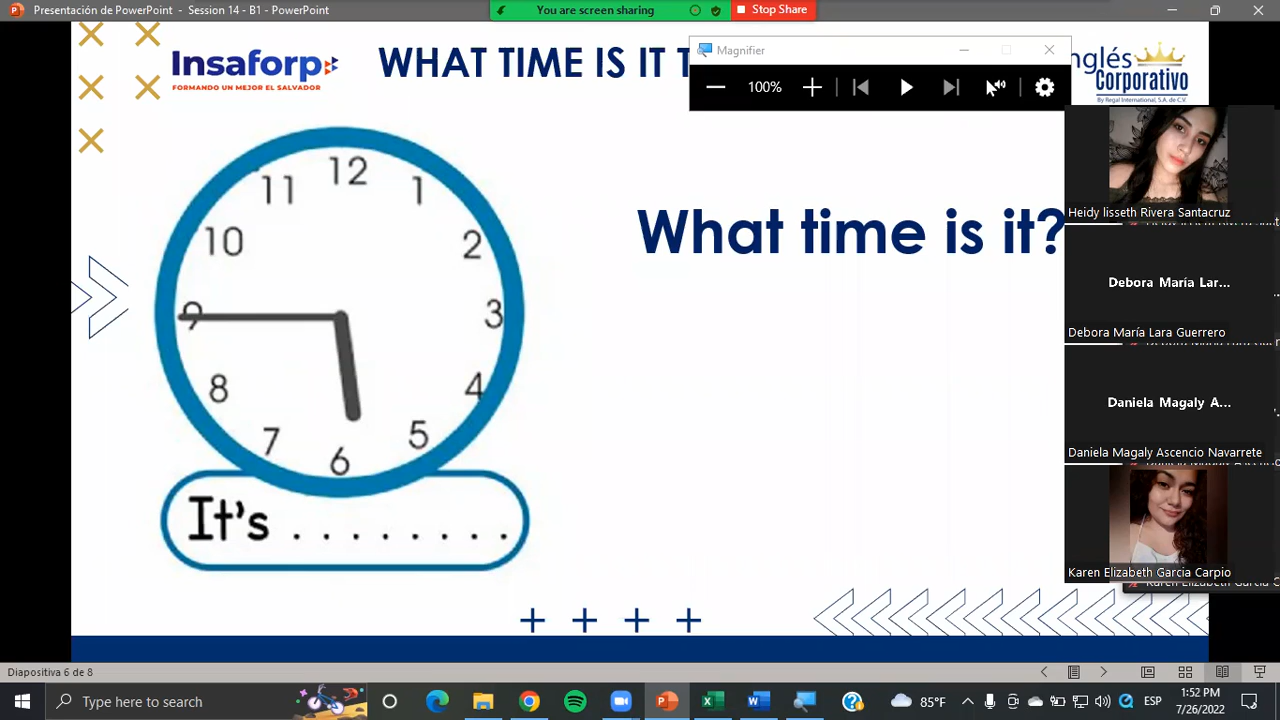 Presentación de PowerPoint - Session 14 - B1 - PowerPoint
You are screen sharing
Stop Share
Insaforp
FORMANDO UN MEJOR EL SALVADOR
WHAT TIME IS IT T
Magnifier
100%
nglés
Corporativo
By Regal International, S.A. de C.V.
12
11
1
10
2
9
3
8
4
7
5
6
It's ........
What time is it?
Heidy lisseth Rivera Santacruz
Debora María Lar...
Debora María Lara Guerrero
Daniela Magaly A...
Daniela Magaly Ascencio Navarrete
Karen Elizabeth Garcia Carpio
Diapositiva 6 de 8
Type here to search
85°F
ESP
1:52 PM
7/26/2022